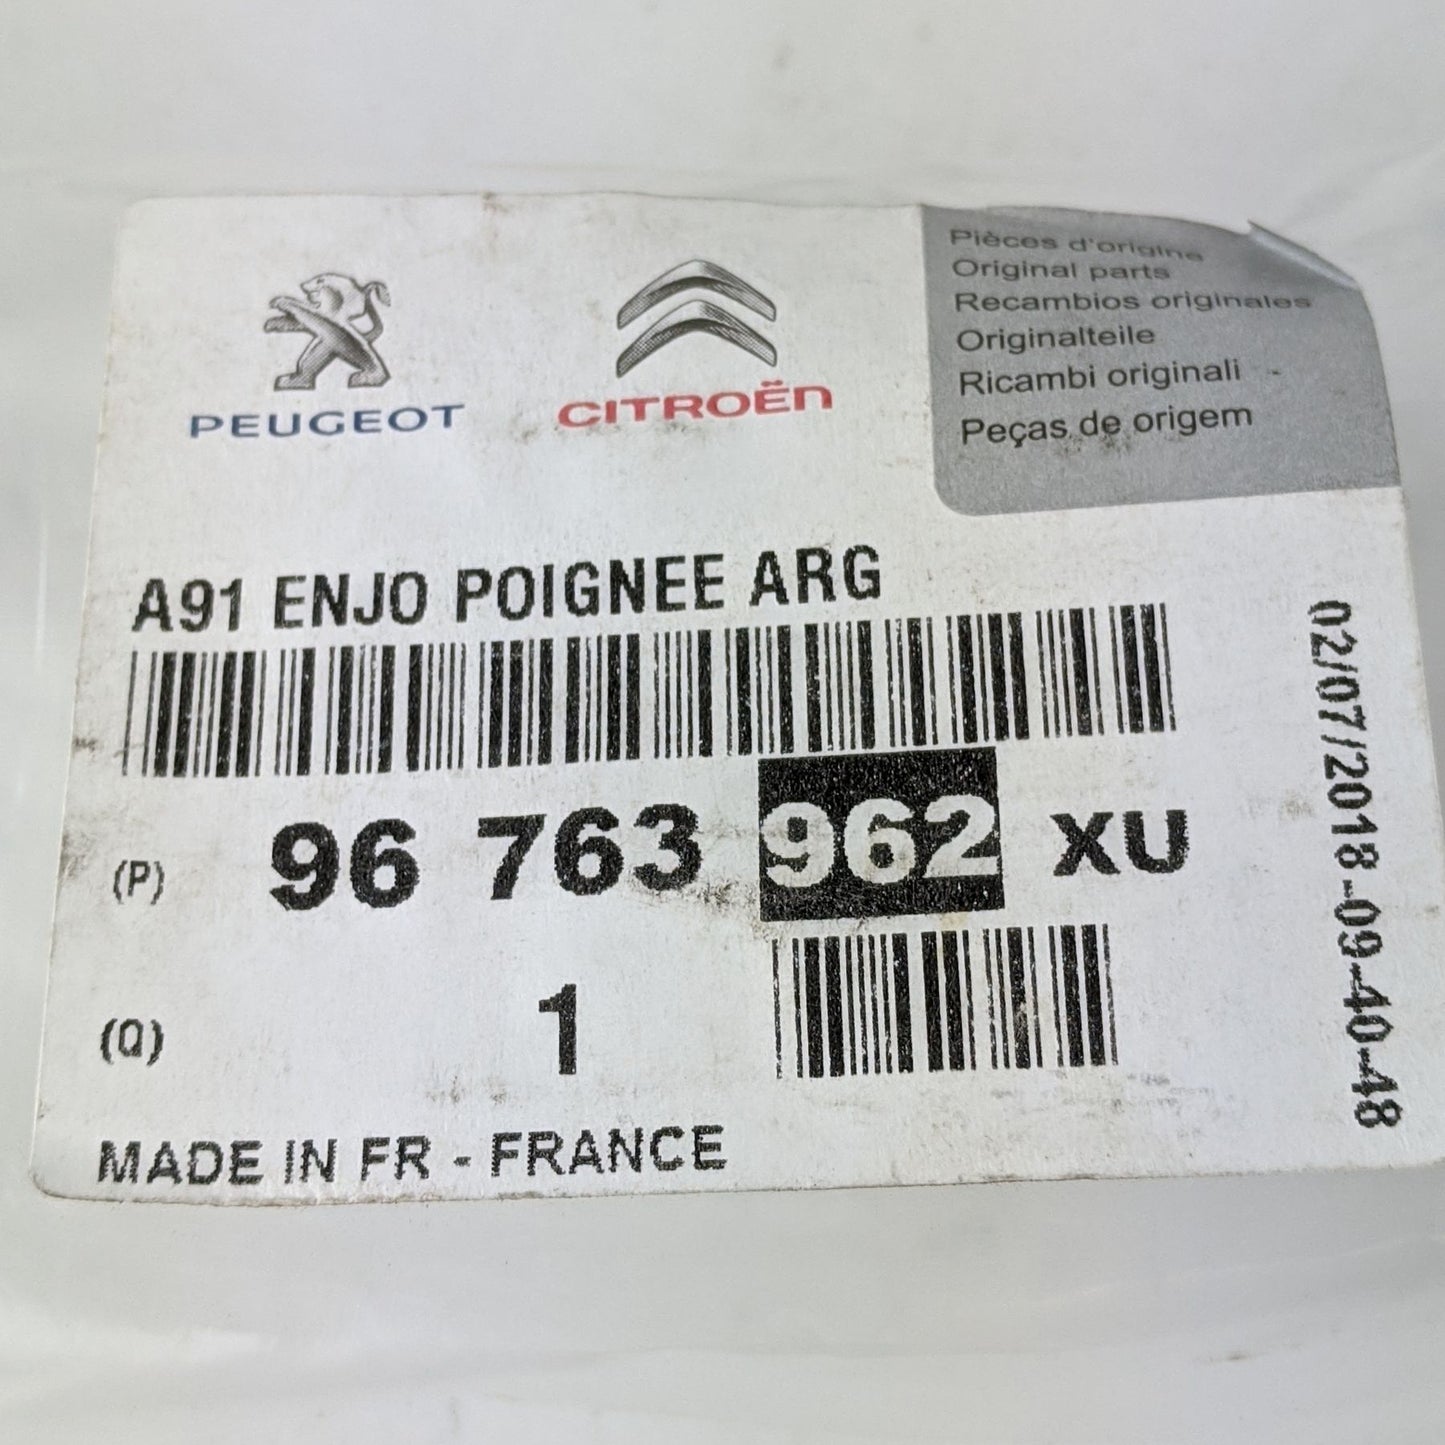 PEUGEOT
CITROËN
Pièces d'origine
Original parts
Recambios originales
Originalteile
Ricambi originali
Peças de origem
A91 ENJO POIGNEE ARG
(P) 96 763 962 XU
(Q) 1
MADE IN FR - FRANCE
02/07/2018-09-40-48